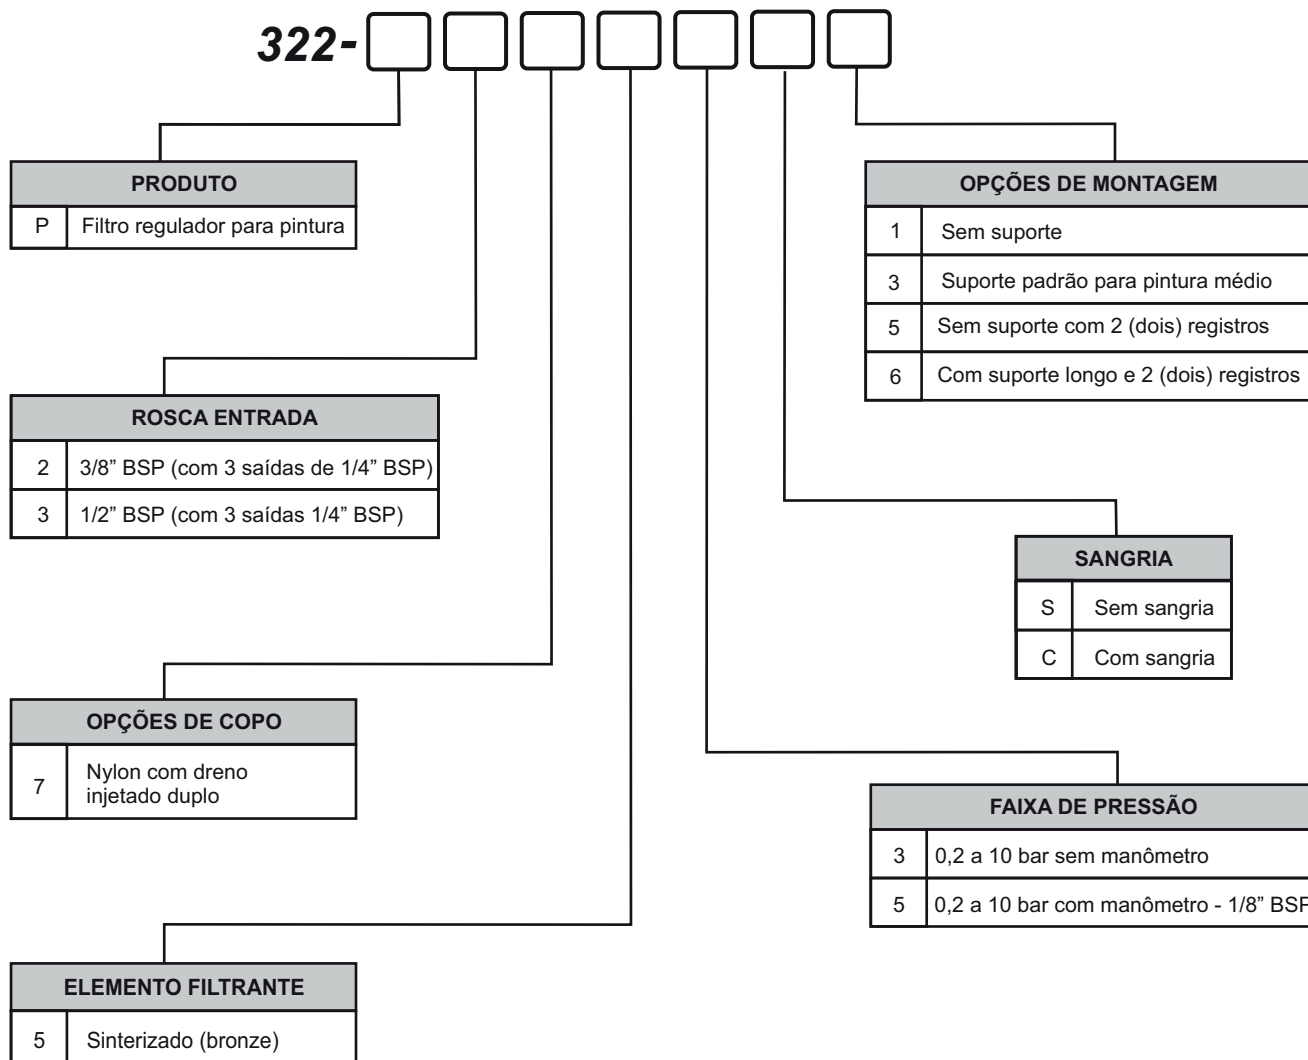 322-
PRODUTO
P Filtro regulador para pintura
OPÇÕES DE MONTAGEM
1 Sem suporte
3 Suporte padrão para pintura médio
5 Sem suporte com 2 (dois) registros
6 Com suporte longo e 2 (dois) registros
ROSCA ENTRADA
2 3/8” BSP (com 3 saídas de 1/4” BSP)
3 1/2” BSP (com 3 saídas 1/4” BSP)
SANGRIA
S Sem sangria
C Com sangria
OPÇÕES DE COPO
7 Nylon com dreno
injetado duplo
FAIXA DE PRESSÃO
3 0,2 a 10 bar sem manômetro
5 0,2 a 10 bar com manômetro - 1/8” BSP
ELEMENTO FILTRANTE
5 Sinterizado (bronze)